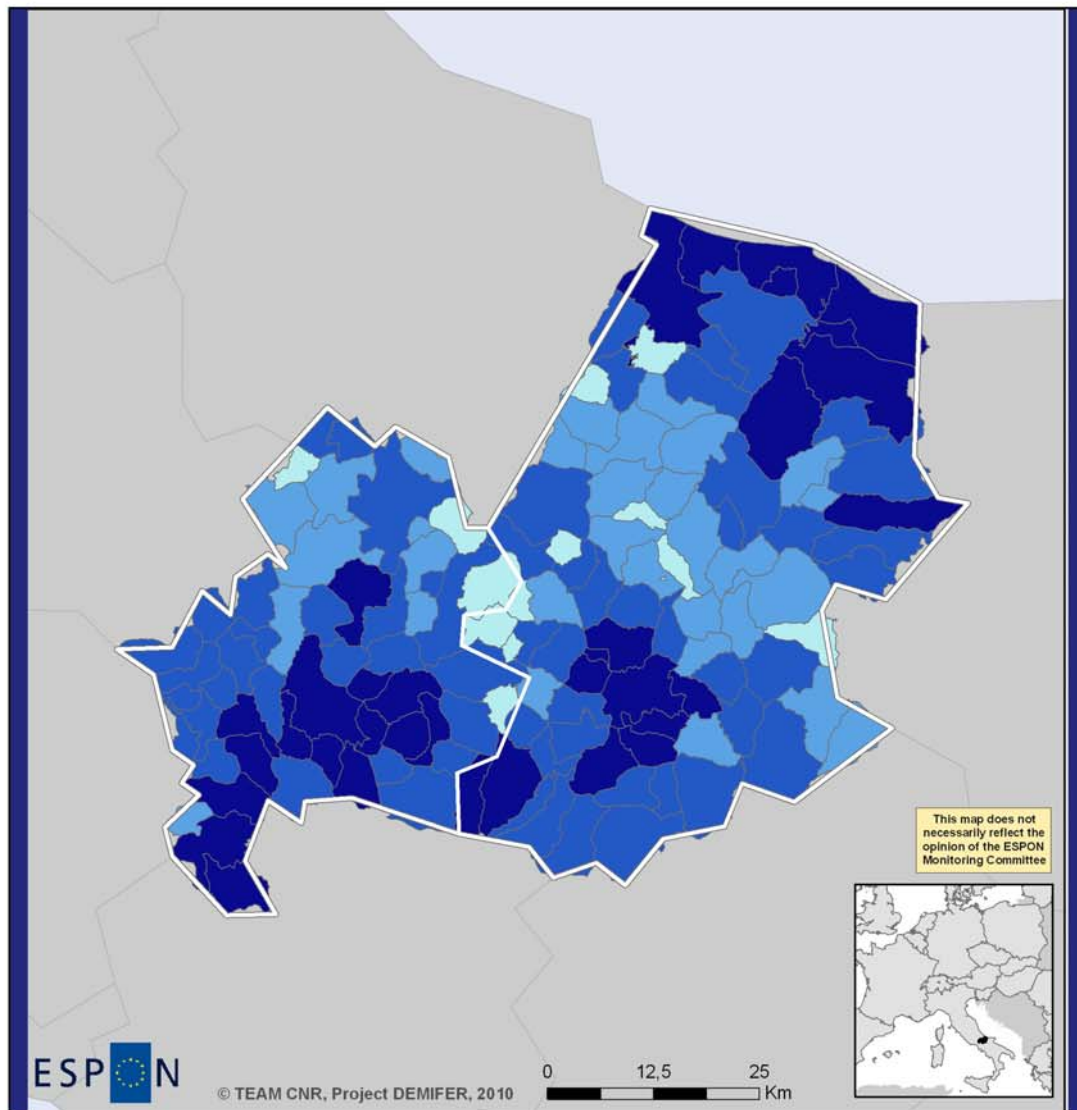 This map does not
necessarily reflect the
opinion of the ESPON
Monitoring Committee
ESPON
© TEAM CNR, Project DEMIFER, 2010
0 12,5 25
Km